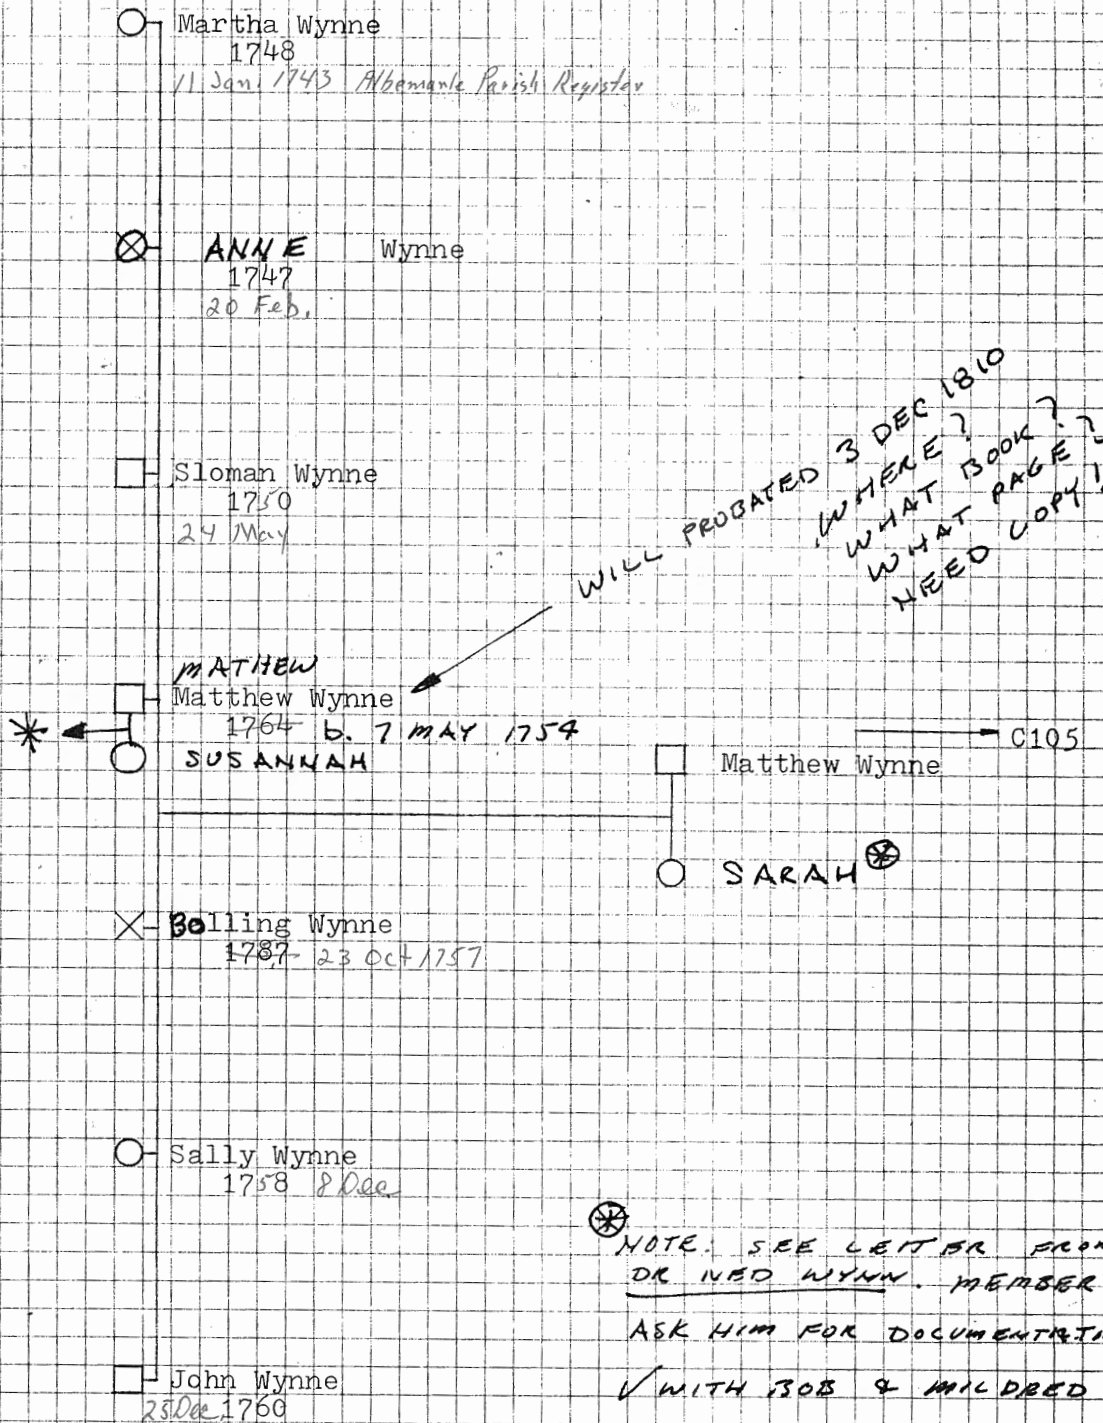 Martha Wynne
1748
11 Jan. 1743 Albemarle Parish Register
ANNE Wynne
1747
20 Feb.
Sloman Wynne
1750
24 May
WILL PROBATED 3 DEC 1810
WHERE?
WHAT BOOK?
WHAT PAGE?
NEED COPY!
MATHEW
Matthew Wynne
1764 b. 7 MAY 1754
SUSANNAH
C105
Matthew Wynne
SARAH
Bolling Wynne
1787 23 Oct 1757
Sally Wynne
1758 8 Dec
NOTE: SEE LETTER FROM
DR NED WYNN. MEMBER
ASK HIM FOR DOCUMENTATI
√ WITH BOB & MILDRED
John Wynne
23 Dec 1760